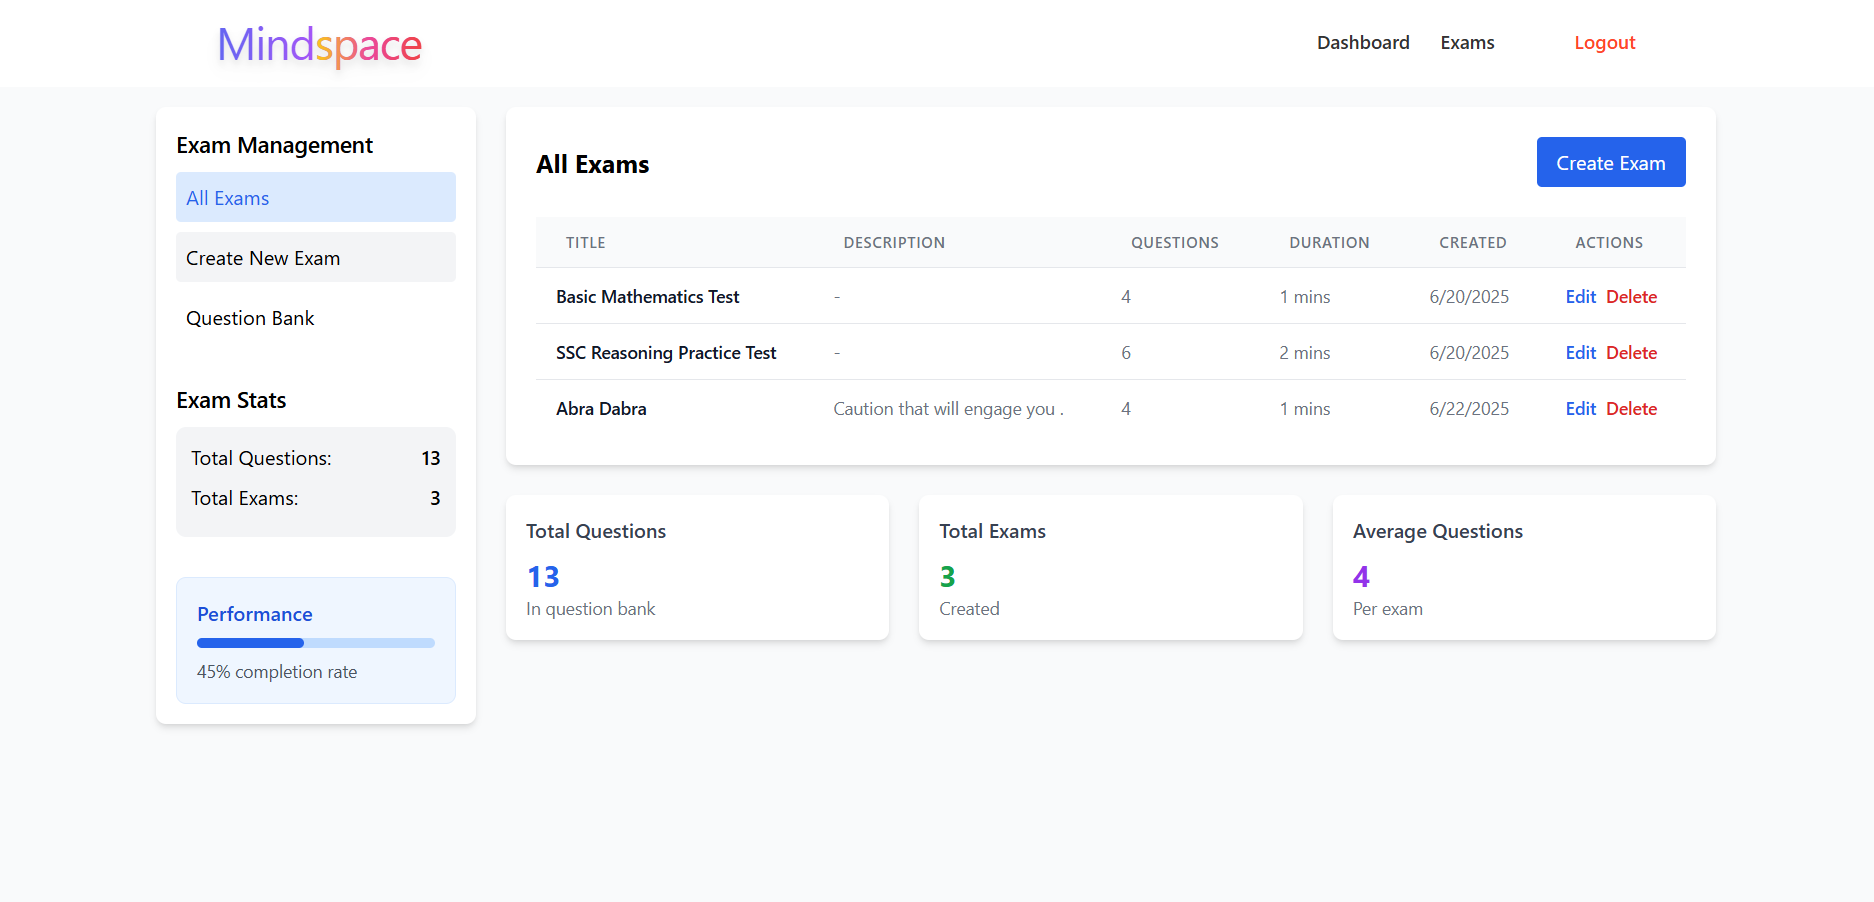 Mindspace
Dashboard Exams Logout
Exam Management
All Exams
Create New Exam
Question Bank
Exam Stats
Total Questions: 13
Total Exams: 3
Performance
45% completion rate
All Exams
Create Exam
TITLE DESCRIPTION QUESTIONS DURATION CREATED ACTIONS
Basic Mathematics Test - 4 1 mins 6/20/2025 Edit Delete
SSC Reasoning Practice Test - 6 2 mins 6/20/2025 Edit Delete
Abra Dabra Caution that will engage you . 4 1 mins 6/22/2025 Edit Delete
Total Questions
13
In question bank
Total Exams
3
Created
Average Questions
4
Per exam